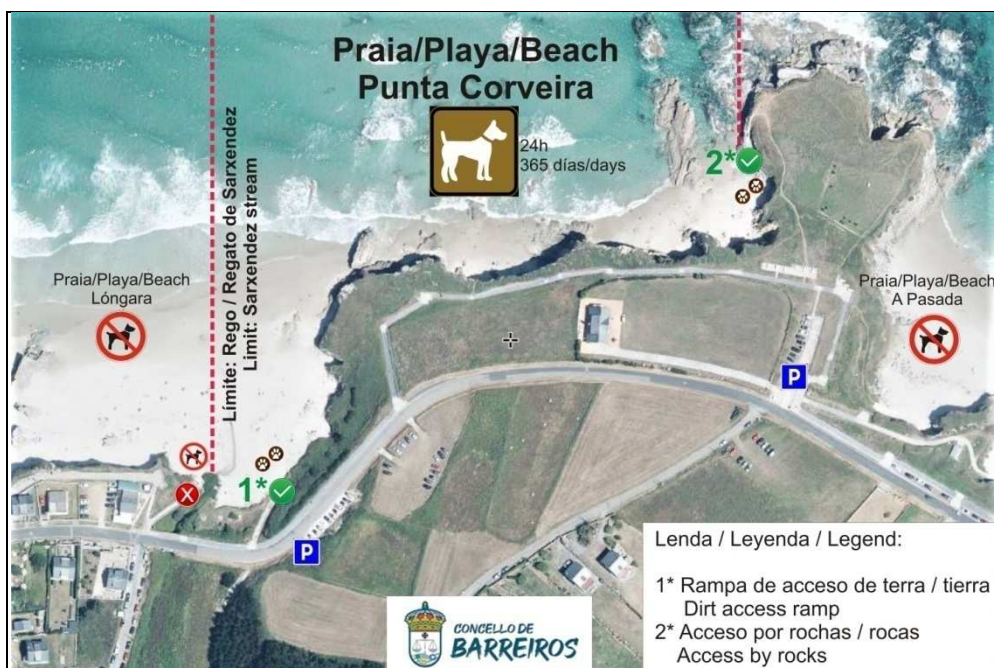 Praia/Playa/Beach
Punta Corveira
24h
365 días/days
2*
Límite: Rego / Regato de Sarxendez
Limit: Sarxendez stream
Praia/Playa/Beach
Lóngara
Praia/Playa/Beach
A Pasada
P
X
1*
P
Lenda / Leyenda / Legend:
1* Rampa de acceso de terra / tierra
Dirt access ramp
2* Acceso por rochas / rocas
Access by rocks
CONCELLO DE
BARREIROS